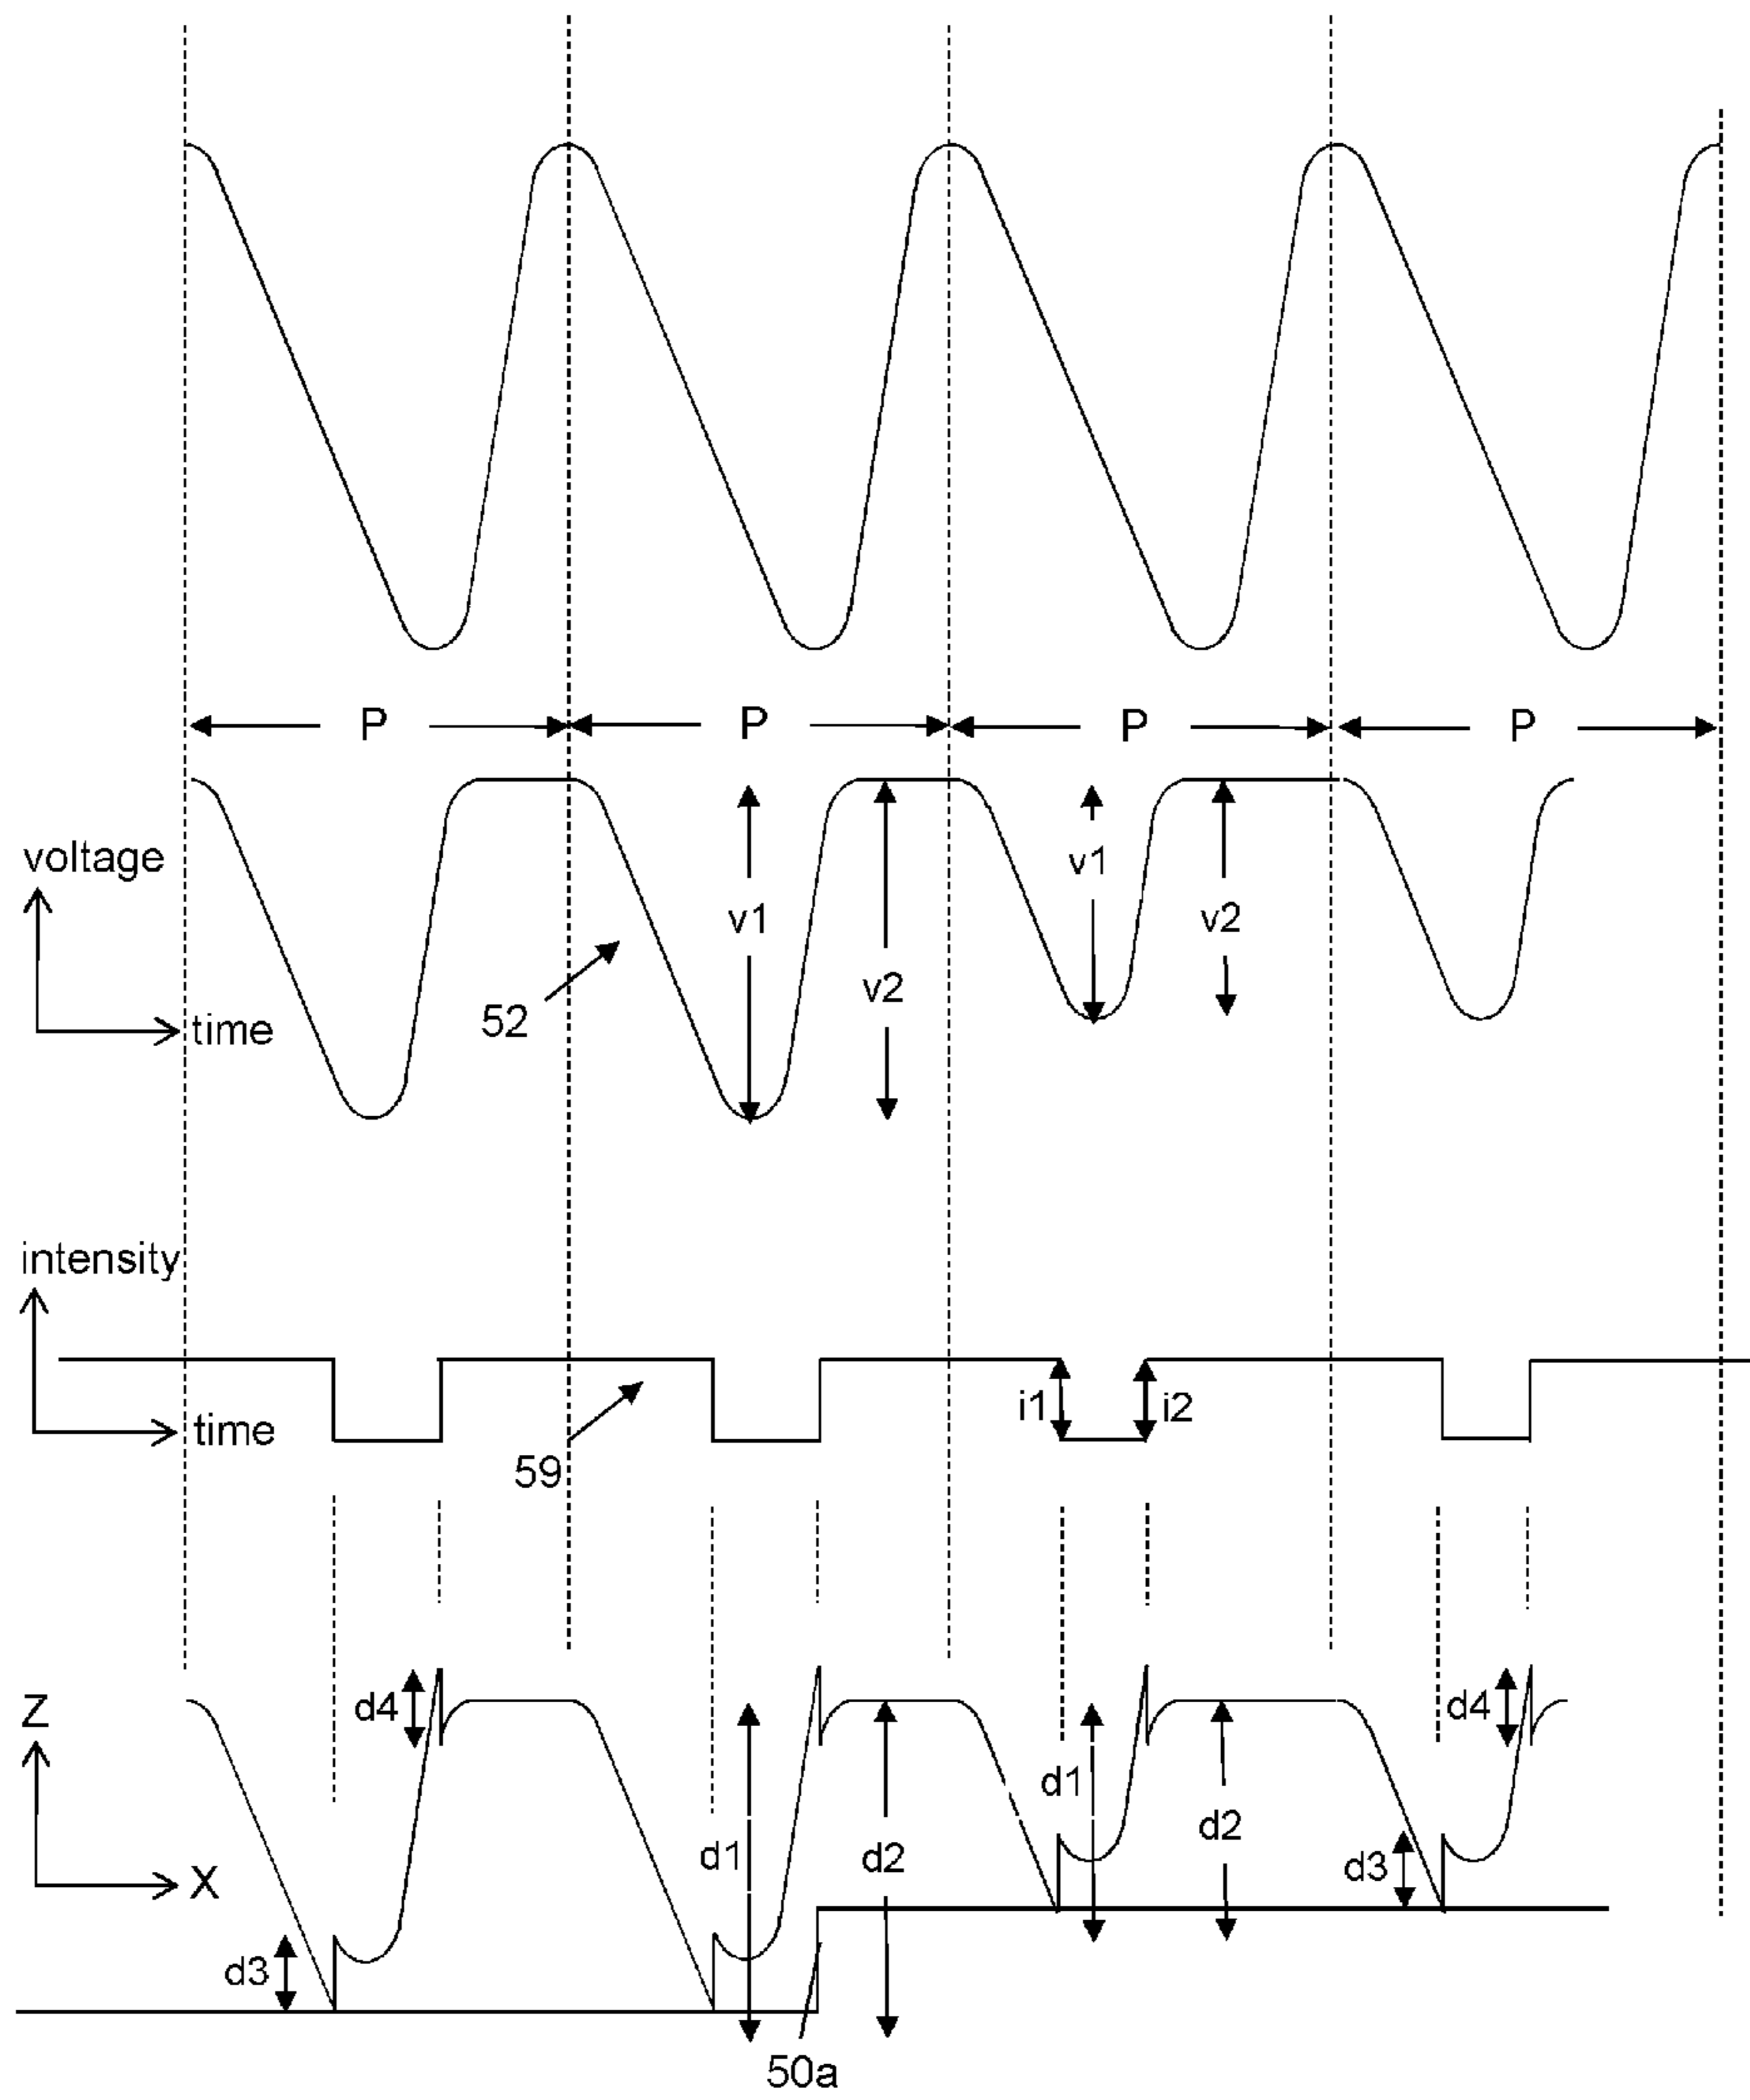 P P P P
voltage
v1
v1
v2
v2
52
time
intensity
i1 i2
time
59
Z
d4
d4
d1
d2
d1
d2
d3
X
d3
50a